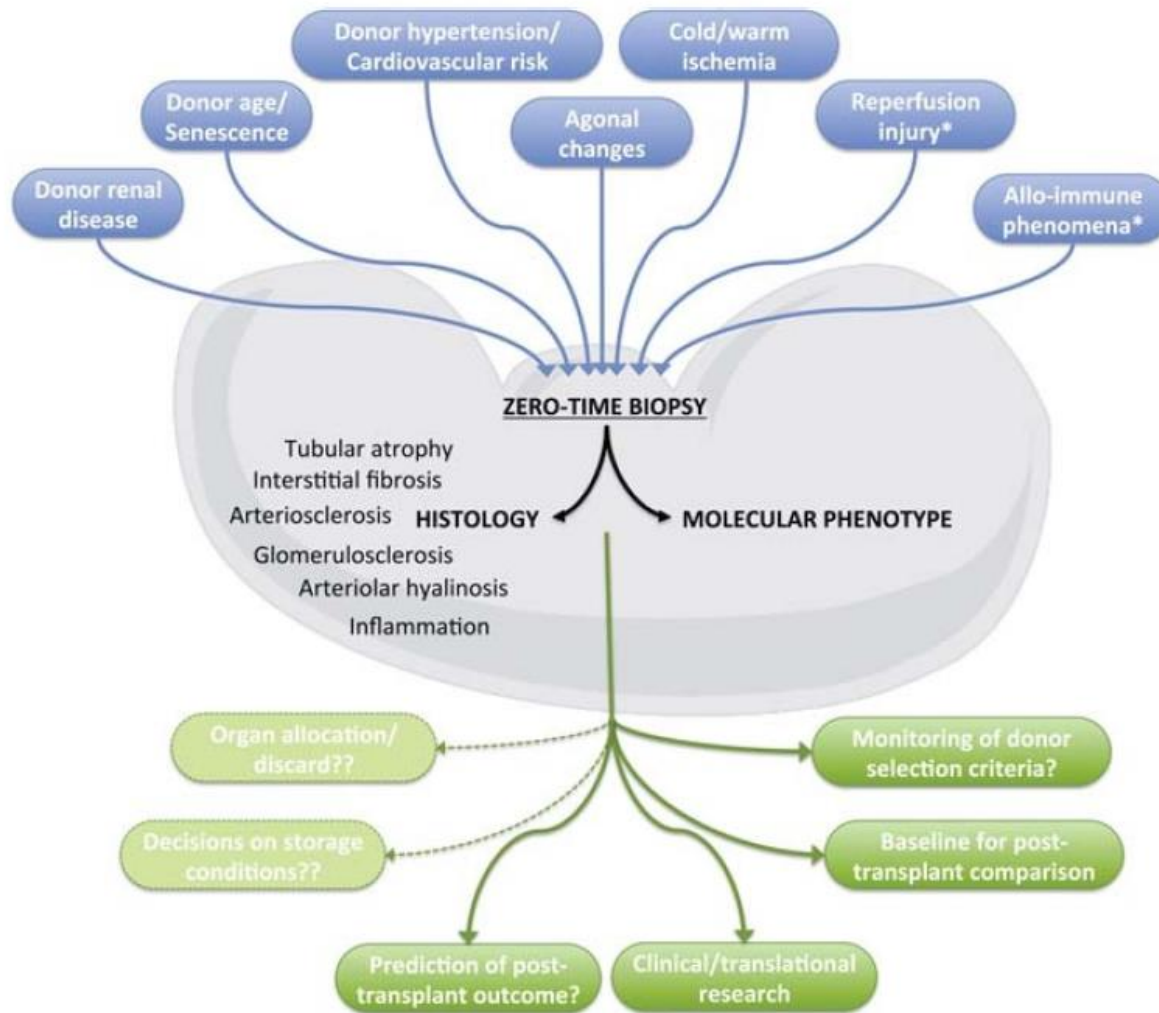 Donor hypertension/
Cardiovascular risk
Cold/warm
ischemia
Donor age/
Senescence
Agonal
changes
Reperfusion
injury*
Donor renal
disease
Allo-immune
phenomena*
ZERO-TIME BIOPSY
Tubular atrophy
Interstitial fibrosis
Arteriosclerosis
HISTOLOGY
MOLECULAR PHENOTYPE
Glomerulosclerosis
Arteriolar hyalinosis
Inflammation
Organ allocation/
discard??
Monitoring of donor
selection criteria?
Decisions on storage
conditions??
Baseline for post-
transplant comparison
Prediction of post-
transplant outcome?
Clinical/translational
research